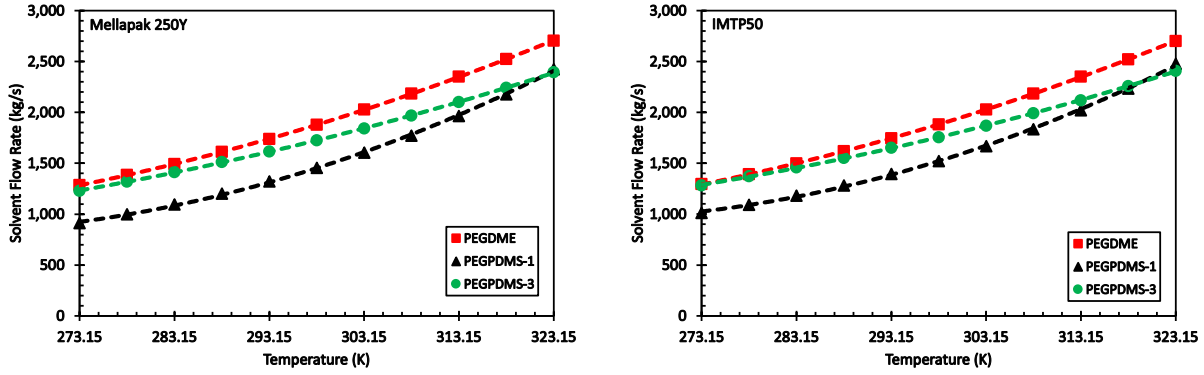 Mellapak 250Y
Solvent Flow Rate (kg/s)
3,000
2,500
2,000
1,500
1,000
500
0
PEGDME
PEGPDMS-1
PEGPDMS-3
273.15 283.15 293.15 303.15 313.15 323.15
Temperature (K)
IMTP50
Solvent Flow Rate (kg/s)
3,000
2,500
2,000
1,500
1,000
500
0
PEGDME
PEGPDMS-1
PEGPDMS-3
273.15 283.15 293.15 303.15 313.15 323.15
Temperature (K)